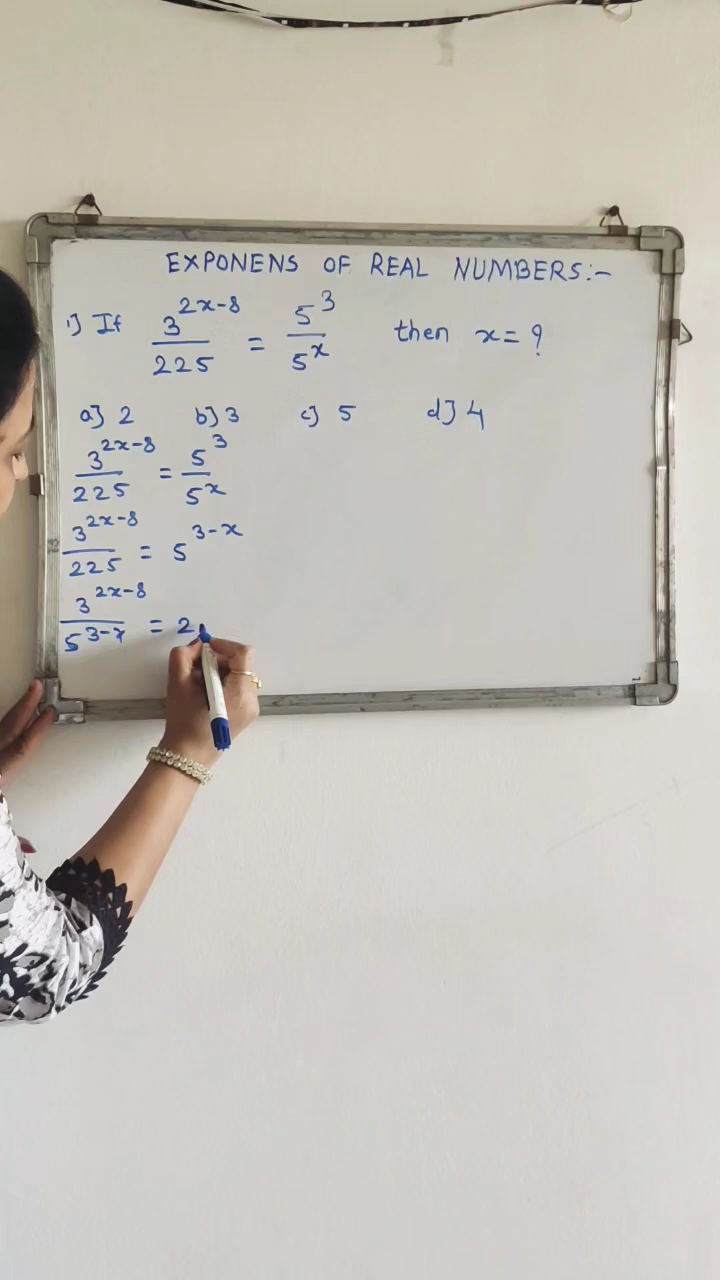 EXPONENS OF REAL NUMBERS:-
1] If 3^{2x-8}/225 = 5^3/5^x then x = ?
a] 2 b] 3 c] 5 d] 4
3^{2x-8}/225 = 5^3/5^x
3^{2x-8}/225 = 5^{3-x}
3^{2x-8}/5^{3-x} = 2